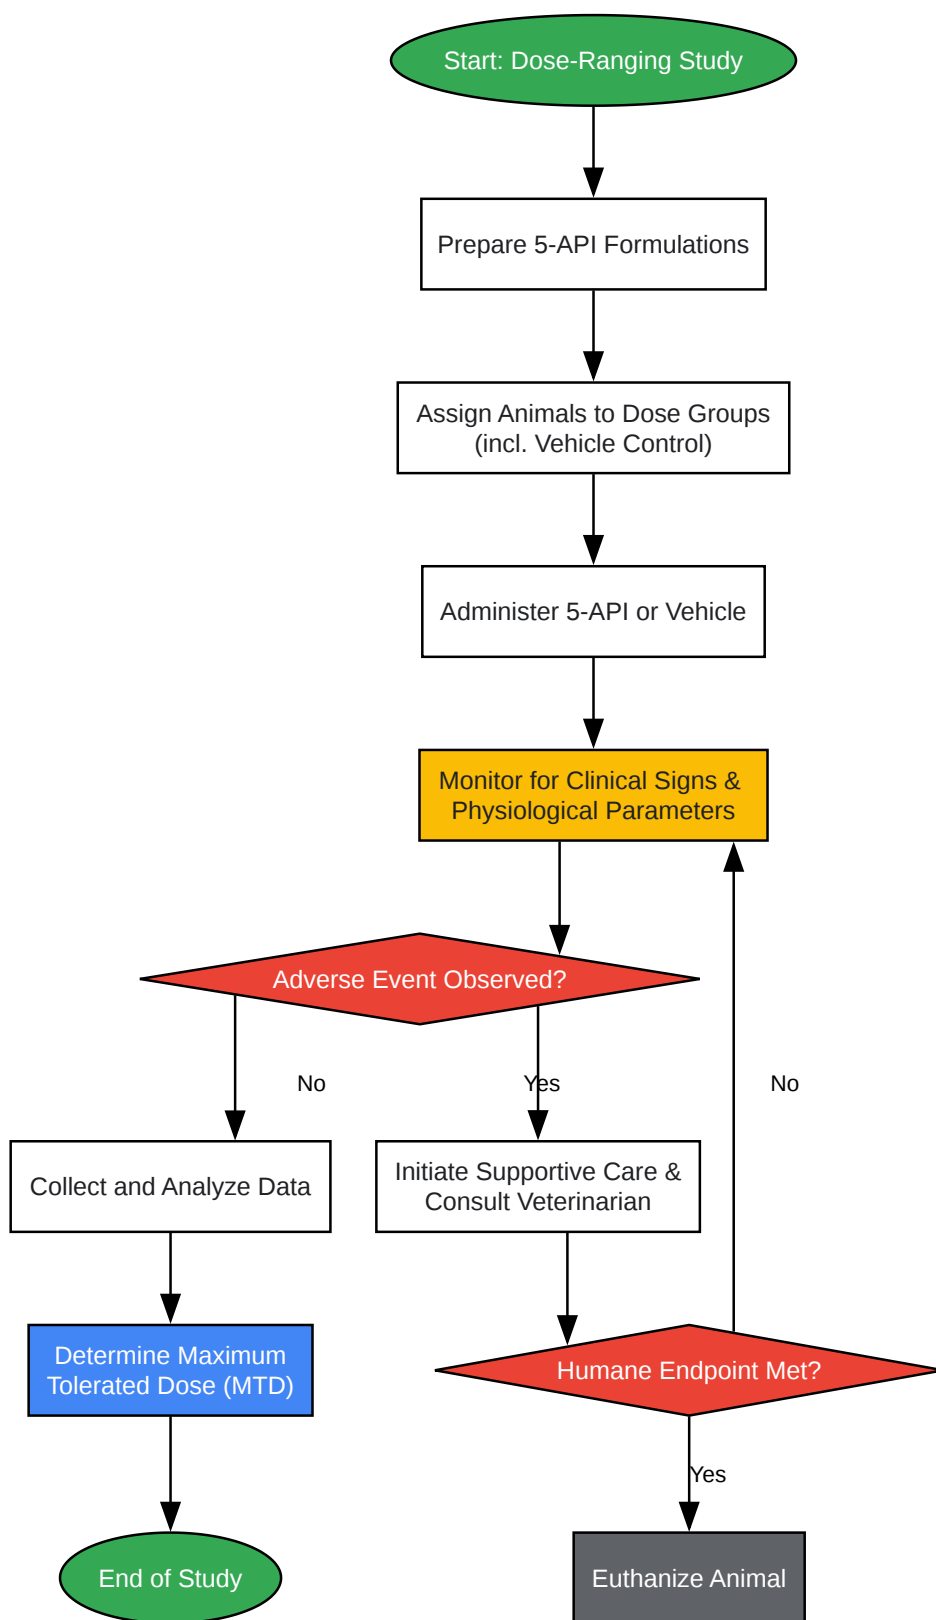 Start: Dose-Ranging Study
Prepare 5-API Formulations
Assign Animals to Dose Groups
(incl. Vehicle Control)
Administer 5-API or Vehicle
Monitor for Clinical Signs &
Physiological Parameters
Adverse Event Observed?
No
Yes
No
Collect and Analyze Data
Initiate Supportive Care &
Consult Veterinarian
Determine Maximum
Tolerated Dose (MTD)
Humane Endpoint Met?
Yes
End of Study
Euthanize Animal